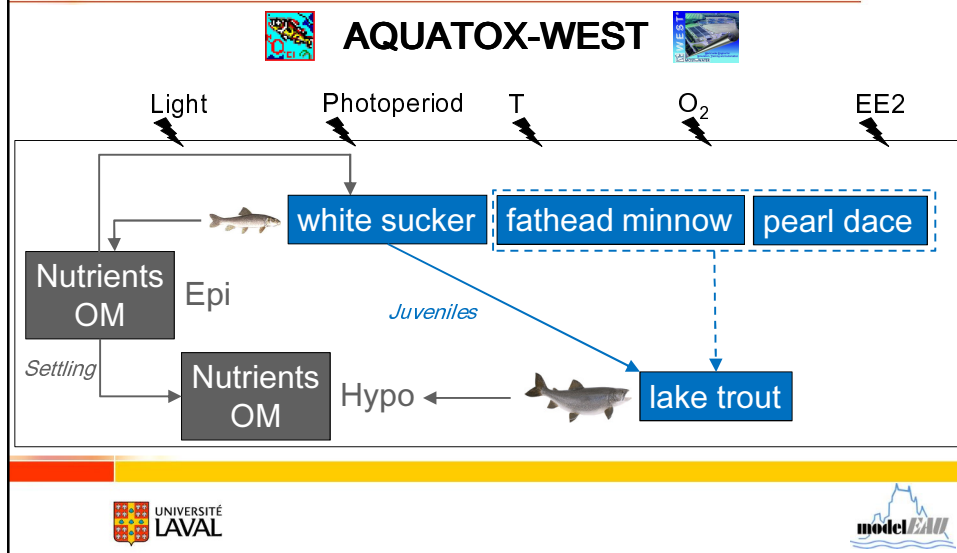 AQUATOX-WEST
Light
Photoperiod
T
O₂
EE2
white sucker
fathead minnow
pearl dace
Nutrients
OM
Epi
Juveniles
Settling
Nutrients
OM
Hypo
lake trout
UNIVERSITÉ
LAVAL
modelEAU